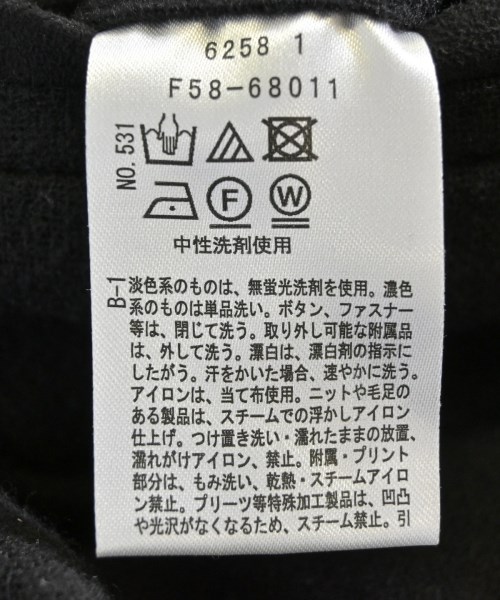 6258 1
F58-68011
NO.531
F
W
中性洗剤使用
B-1
淡色系のものは、無蛍光洗剤を使用。濃色
系のものは単品洗い。ボタン、ファスナー
等は、閉じて洗う。取り外し可能な附属品
は、外して洗う。漂白は、漂白剤の指示に
したがう。汗をかいた場合、速やかに洗う。
アイロンは、当て布使用。ニットや毛足の
ある製品は、スチームでの浮かしアイロン
仕上げ。つけ置き洗い・濡れたままの放置、
濡れがけアイロン、禁止。附属・プリント
部分は、もみ洗い、乾熱・スチームアイロ
ン禁止。プリーツ等特殊加工製品は、凹凸
や光沢がなくなるため、スチーム禁止。引